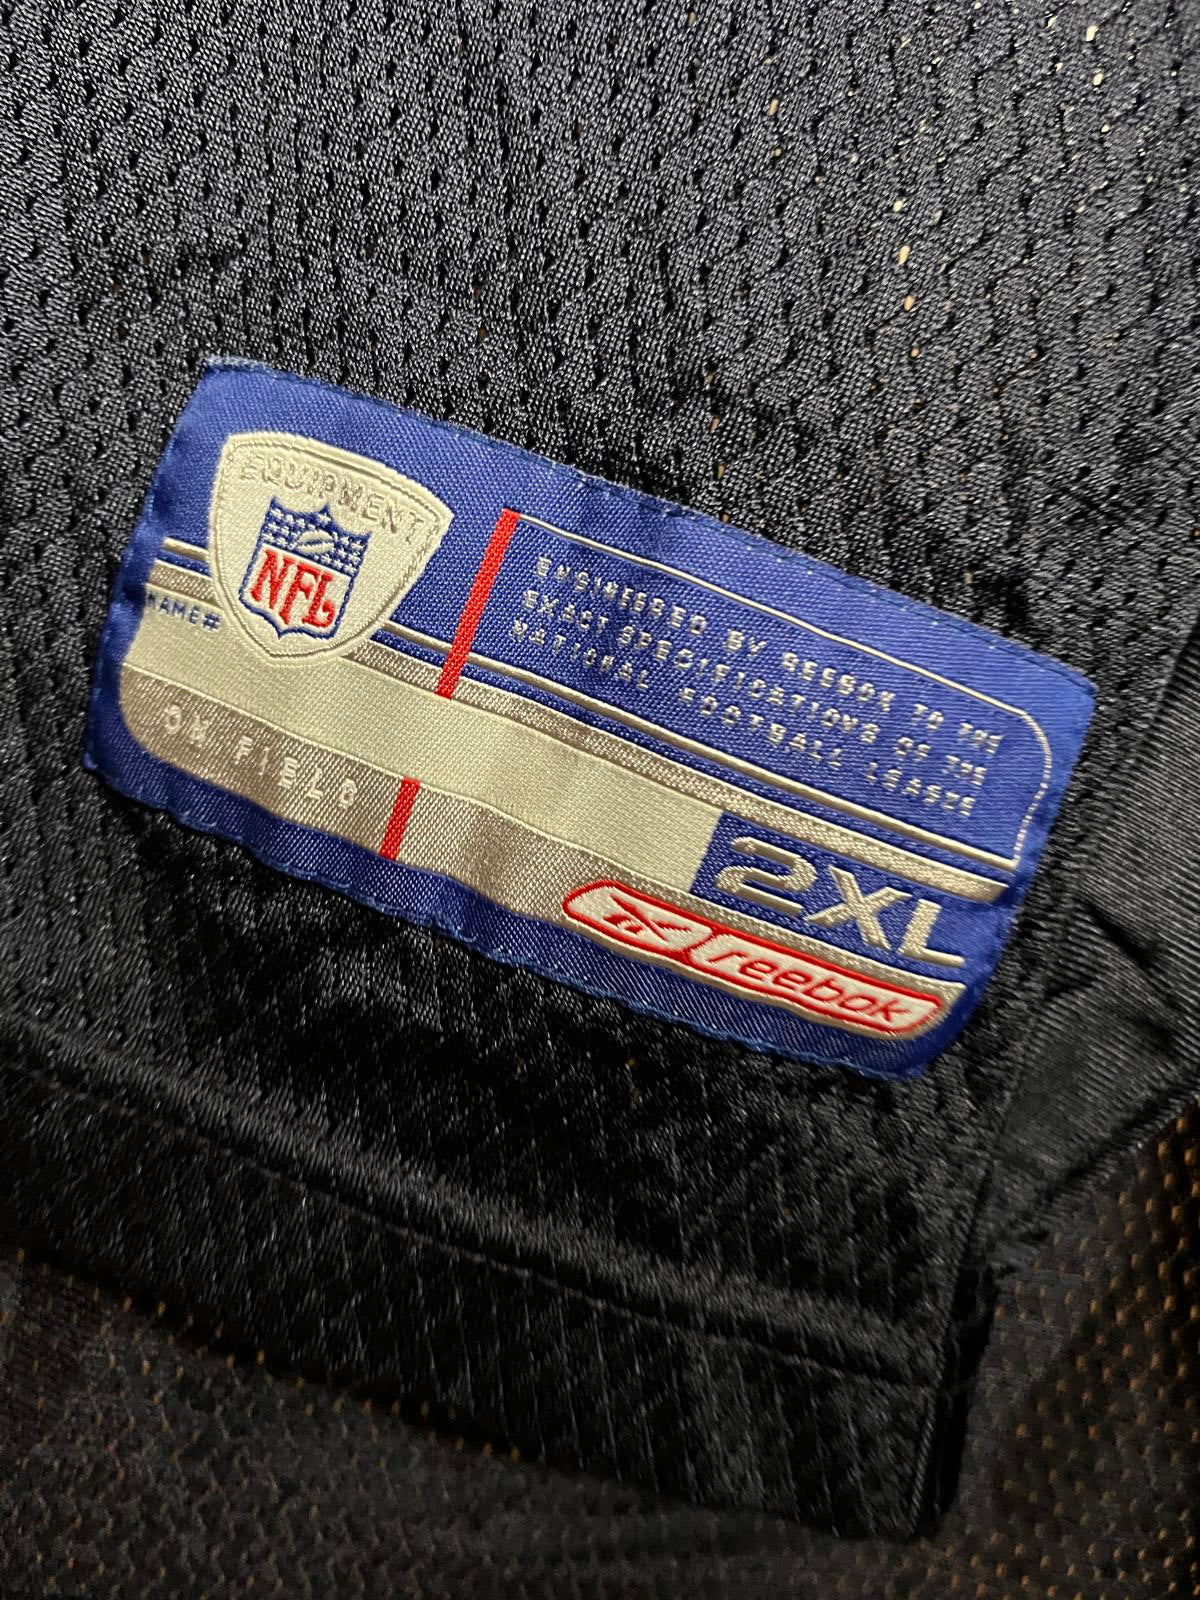 EQUIPMENT
NFL
ENGINEERED BY REEBOK TO THE
EXACT SPECIFICATIONS OF THE
NATIONAL FOOTBALL LEAGUE
NAME#
ON FIELD
2XL
reebok